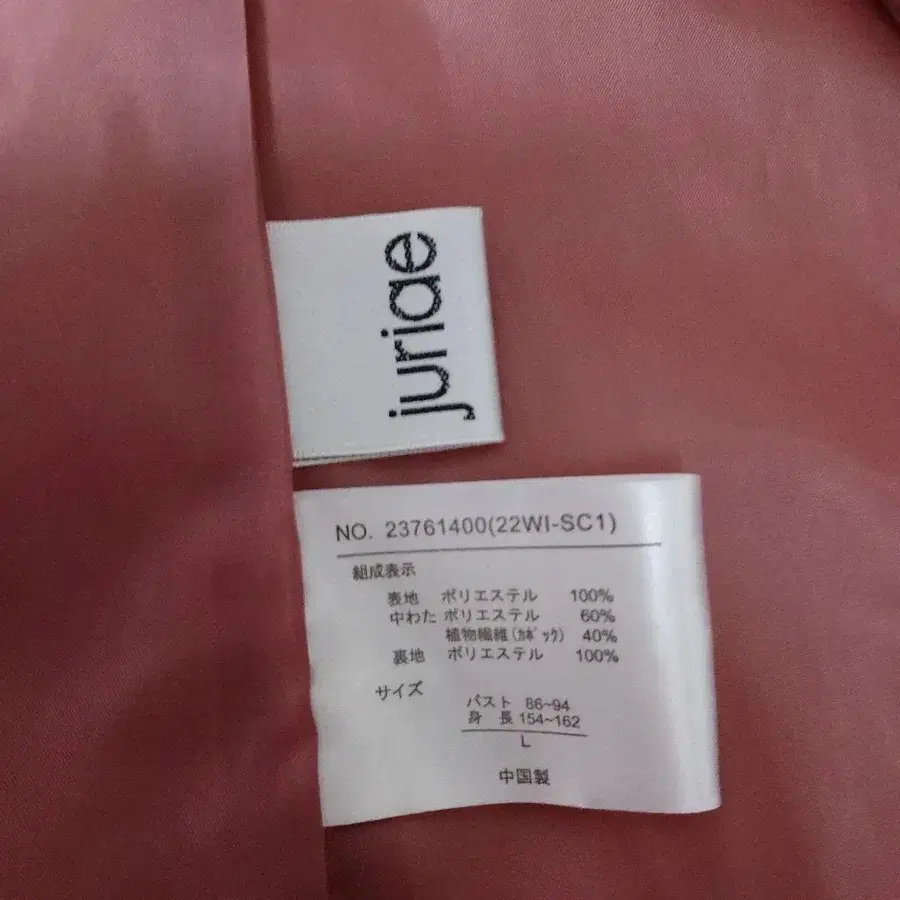 juriae
NO. 23761400(22WI-SC1)
組成表示
表地 ポリエステル 100%
中わた ポリエステル 60%
植物繊維(ｶﾎﾟｯｸ) 40%
裏地 ポリエステル 100%
サイズ
バスト 86~94
身 長 154~162
L
中国製